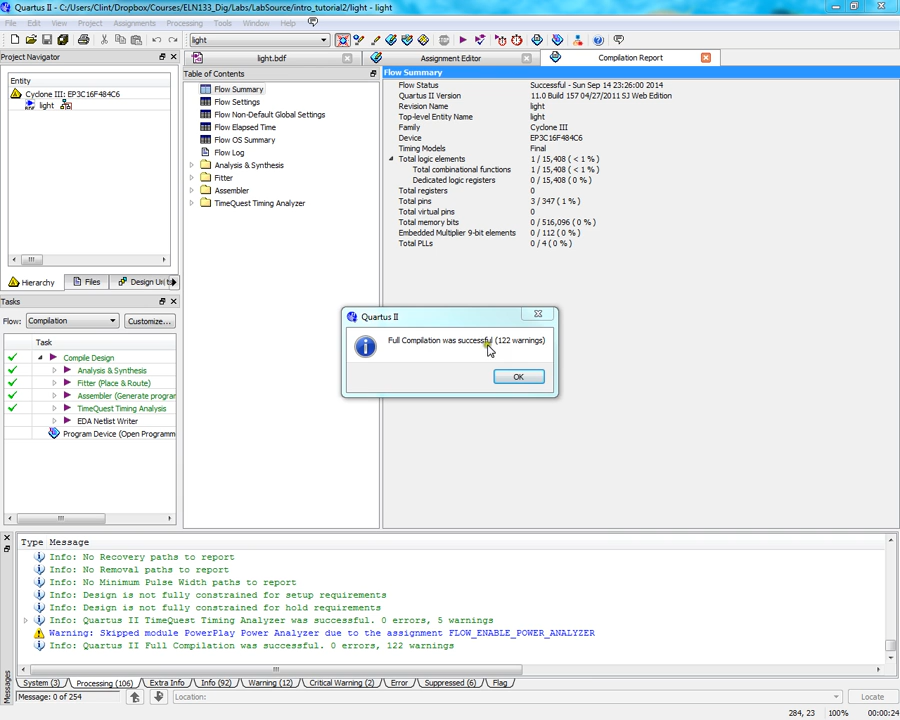 Quartus II - C:/Users/Clint/Dropbox/Courses/ELN133_Dig/Labs/LabSource/intro_tutorial2/light - light
File Edit View Project Assignments Processing Tools Window Help
light
Project Navigator
light.bdf
Assignment Editor
Compilation Report
Entity
Cyclone III: EP3C16F484C6
light
Hierarchy
Files
Table of Contents
Flow Summary
Flow Settings
Flow Non-Default Global Settings
Flow Elapsed Time
Flow OS Summary
Flow Log
Analysis & Synthesis
Fitter
Assembler
TimeQuest Timing Analyzer
Flow Summary
Flow Status Successful - Sun Sep 14 23:26:00 2014
Quartus II Version 11.0 Build 157 04/27/2011 SJ Web Edition
Revision Name light
Top-level Entity Name light
Family Cyclone III
Device EP3C16F484C6
Timing Models Final
Total logic elements 1 / 15,408 ( < 1 % )
Total combinational functions 1 / 15,408 ( < 1 % )
Dedicated logic registers 0 / 15,408 ( 0 % )
Total registers 0
Total pins 3 / 347 ( 1 % )
Total virtual pins 0
Total memory bits 0 / 516,096 ( 0 % )
Embedded Multiplier 9-bit elements 0 / 112 ( 0 % )
Total PLLs 0 / 4 ( 0 % )
Tasks
Flow: Compilation Customize...
Task
Compile Design
Analysis & Synthesis
Fitter (Place & Route)
Assembler (Generate program
TimeQuest Timing Analysis
EDA Netlist Writer
Program Device (Open Programm
Quartus II
Full Compilation was successful (122 warnings)
OK
Type Message
Info: No Recovery paths to report
Info: No Removal paths to report
Info: No Minimum Pulse Width paths to report
Info: Design is not fully constrained for setup requirements
Info: Design is not fully constrained for hold requirements
Info: Quartus II TimeQuest Timing Analyzer was successful. 0 errors, 5 warnings
Warning: Skipped module PowerPlay Power Analyzer due to the assignment FLOW_ENABLE_POWER_ANALYZER
Info: Quartus II Full Compilation was successful. 0 errors, 122 warnings
Messages
System (3) Processing (106) Extra Info Info (92) Warning (12) Critical Warning (2) Error Suppressed (6) Flag
Message: 0 of 254 Location: Locate
284, 23 100% 00:00:24